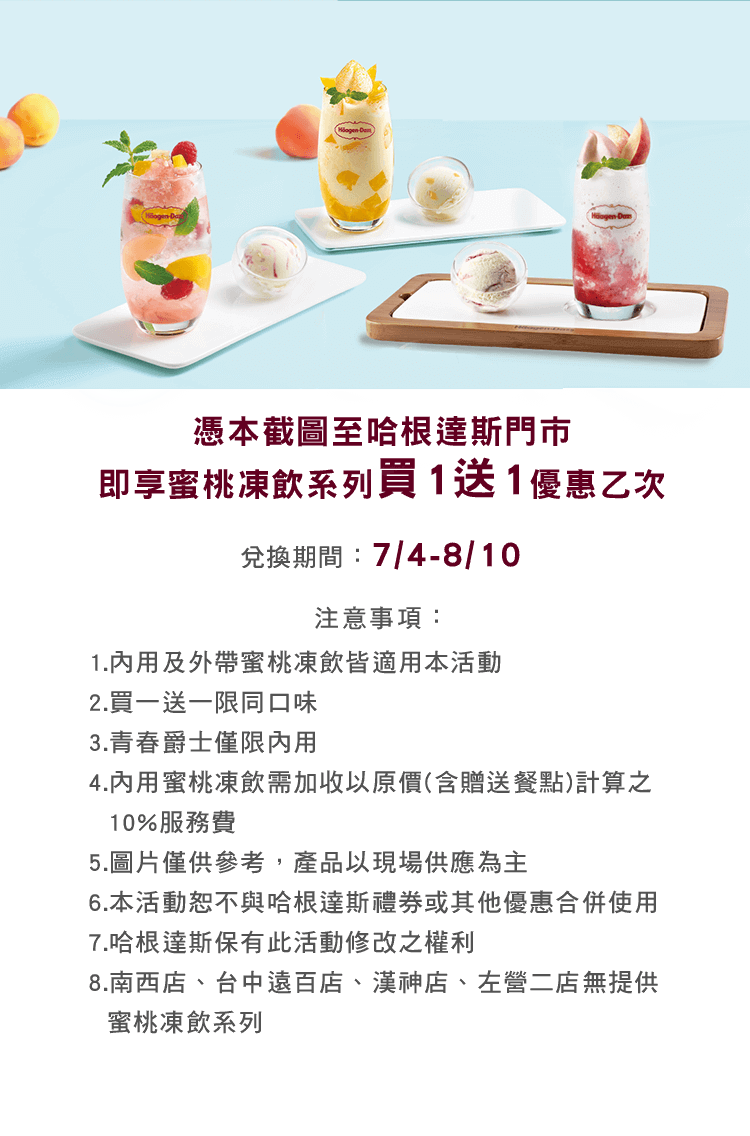 Häagen-Dazs
Häagen-Dazs
Häagen-Dazs
Häagen-Dazs
憑本截圖至哈根達斯門市
即享蜜桃凍飲系列買1送1優惠乙次
兌換期間：7/4-8/10
注意事項：
1.內用及外帶蜜桃凍飲皆適用本活動
2.買一送一限同口味
3.青春爵士僅限內用
4.內用蜜桃凍飲需加收以原價(含贈送餐點)計算之
10%服務費
5.圖片僅供參考，產品以現場供應為主
6.本活動恕不與哈根達斯禮券或其他優惠合併使用
7.哈根達斯保有此活動修改之權利
8.南西店、台中遠百店、漢神店、左營二店無提供
蜜桃凍飲系列